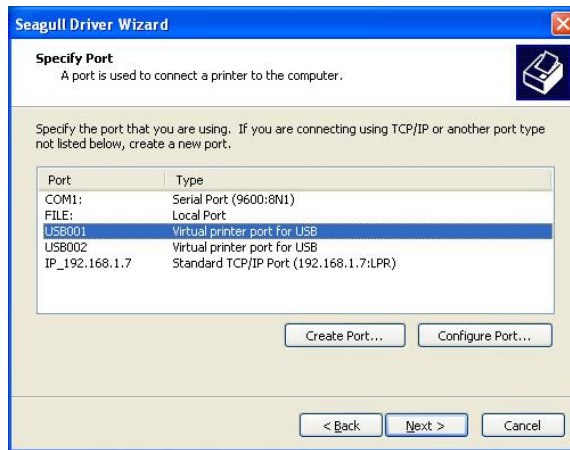 Seagull Driver Wizard
Specify Port
A port is used to connect a printer to the computer.
Specify the port that you are using. If you are connecting using TCP/IP or another port type
not listed below, create a new port.
Port Type
COM1: Serial Port (9600:8N1)
FILE: Local Port
USB001 Virtual printer port for USB
USB002 Virtual printer port for USB
IP_192.168.1.7 Standard TCP/IP Port (192.168.1.7:LPR)
Create Port... Configure Port...
< Back Next > Cancel